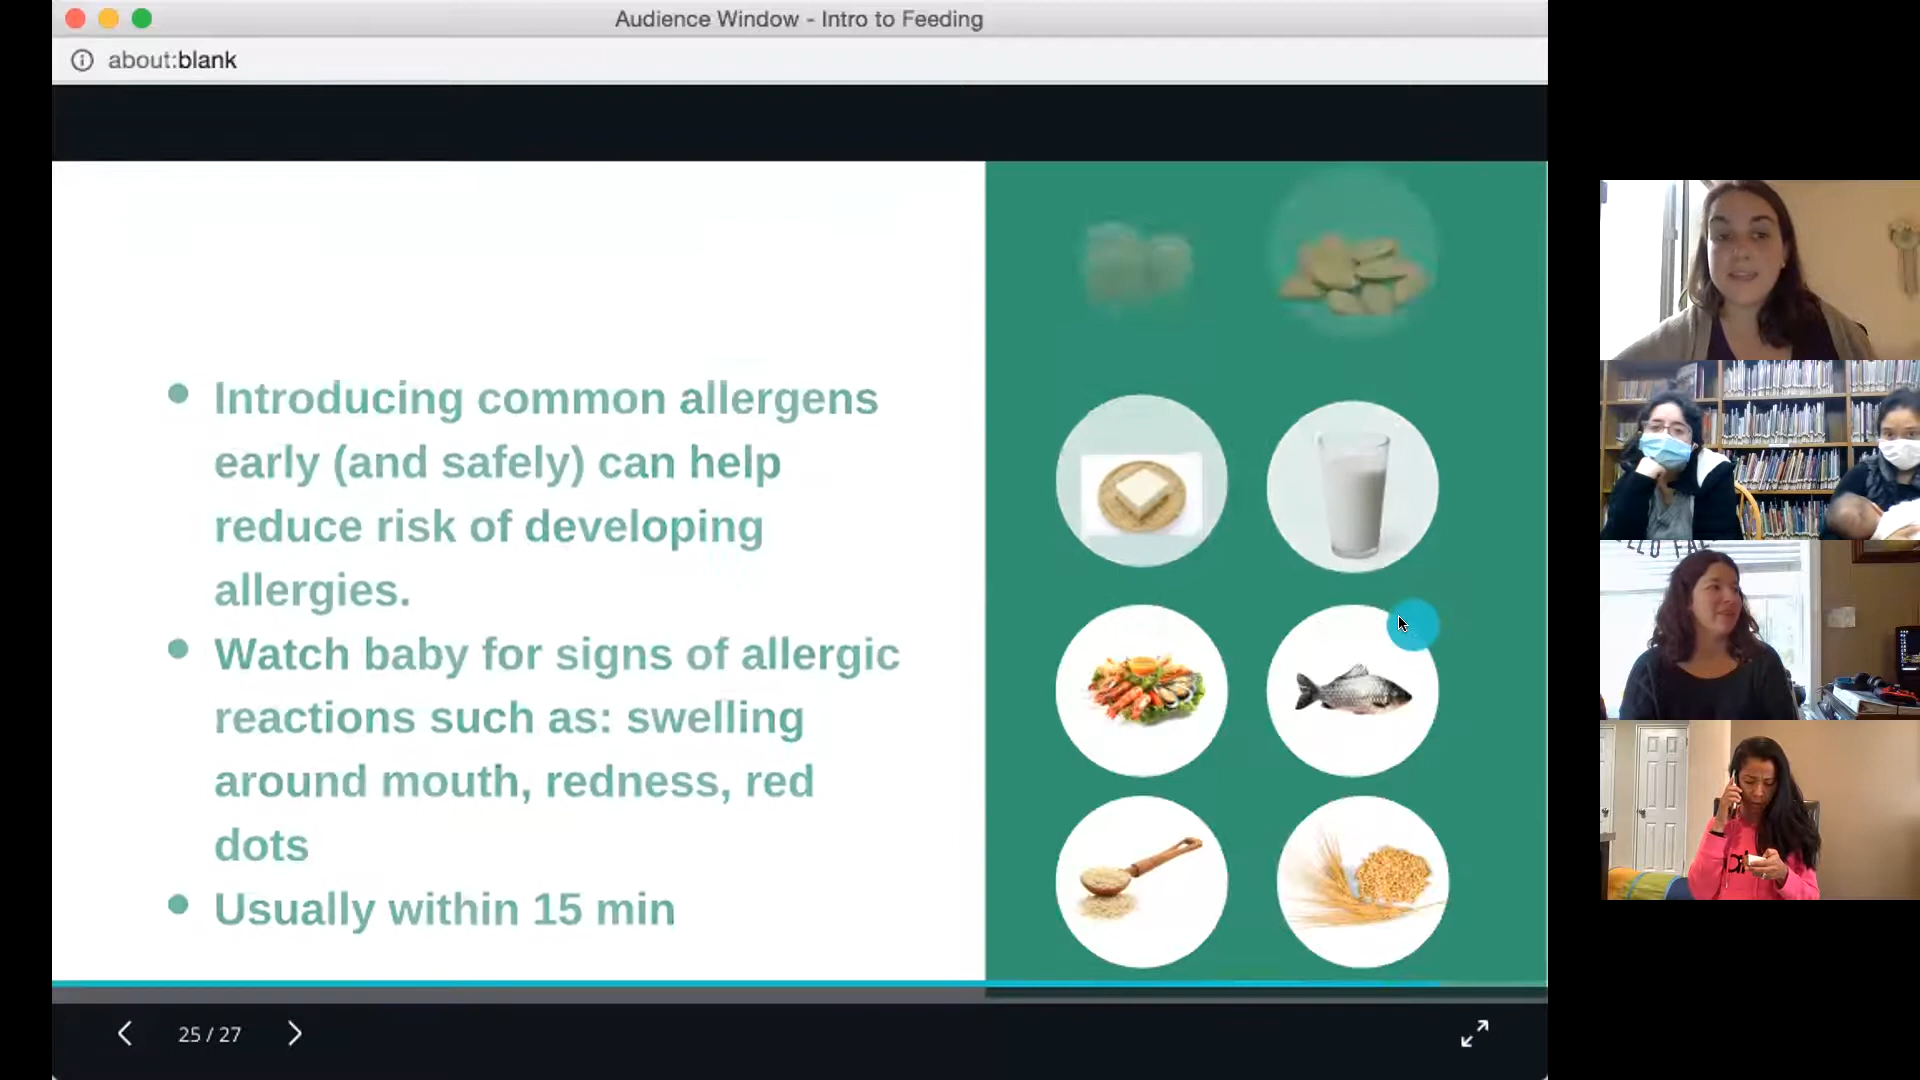 Audience Window - Intro to Feeding
about:blank
Introducing common allergens
early (and safely) can help
reduce risk of developing
allergies.
Watch baby for signs of allergic
reactions such as: swelling
around mouth, redness, red
dots
Usually within 15 min
25 / 27